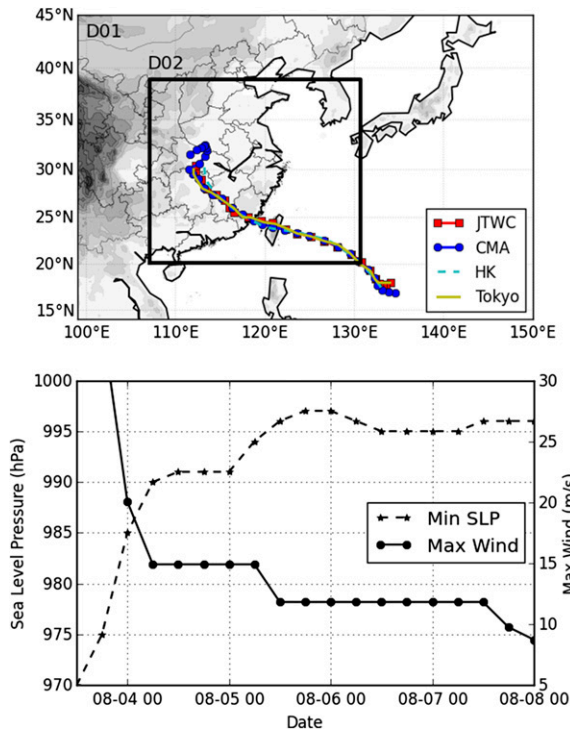 45°N
D01
40°N
D02
35°N
30°N
25°N
20°N
15°N
JTWC
CMA
HK
Tokyo
100°E 110°E 120°E 130°E 140°E 150°E
1000 30
995 25
990 20
985 15
980
975 10
970 5
Sea Level Pressure (hPa)
Max Wind (m/s)
Min SLP
Max Wind
08-04 00 08-05 00 08-06 00 08-07 00 08-08 00
Date